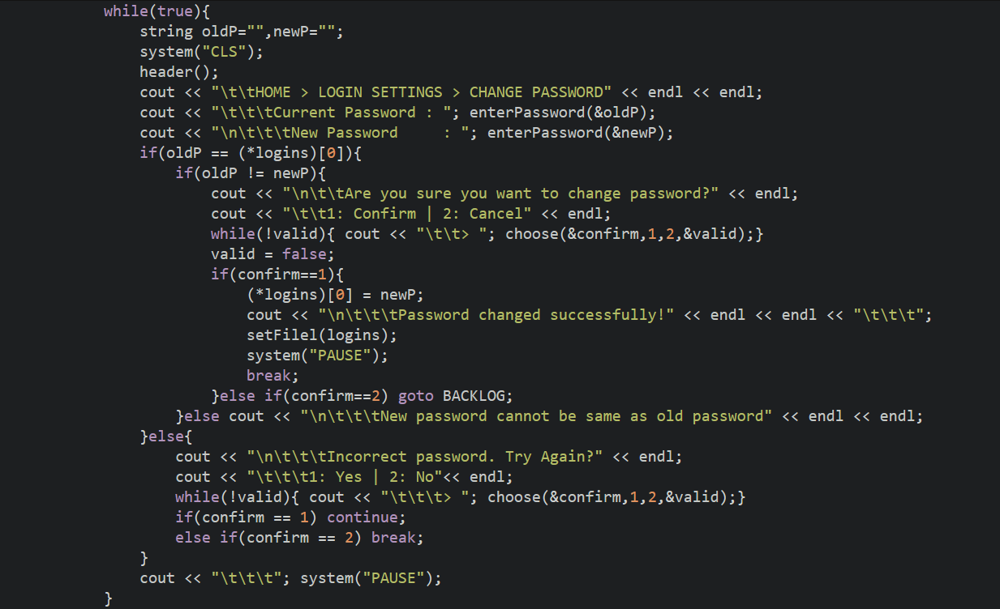 while(true){
string oldP="",newP="";
system("CLS");
header();
cout << "\t\tHOME > LOGIN SETTINGS > CHANGE PASSWORD" << endl << endl;
cout << "\t\t\tCurrent Password : "; enterPassword(&oldP);
cout << "\n\t\t\tNew Password     : "; enterPassword(&newP);
if(oldP == (*logins)[0]){
if(oldP != newP){
cout << "\n\t\tAre you sure you want to change password?" << endl;
cout << "\t\t1: Confirm | 2: Cancel" << endl;
while(!valid){ cout << "\t\t> "; choose(&confirm,1,2,&valid);}
valid = false;
if(confirm==1){
(*logins)[0] = newP;
cout << "\n\t\t\tPassword changed successfully!" << endl << endl << "\t\t\t";
setFilel(logins);
system("PAUSE");
break;
}else if(confirm==2) goto BACKLOG;
}else cout << "\n\t\t\tNew password cannot be same as old password" << endl << endl;
}else{
cout << "\n\t\t\tIncorrect password. Try Again?" << endl;
cout << "\t\t\t1: Yes | 2: No"<< endl;
while(!valid){ cout << "\t\t\t> "; choose(&confirm,1,2,&valid);}
if(confirm == 1) continue;
else if(confirm == 2) break;
}
cout << "\t\t\t"; system("PAUSE");
}